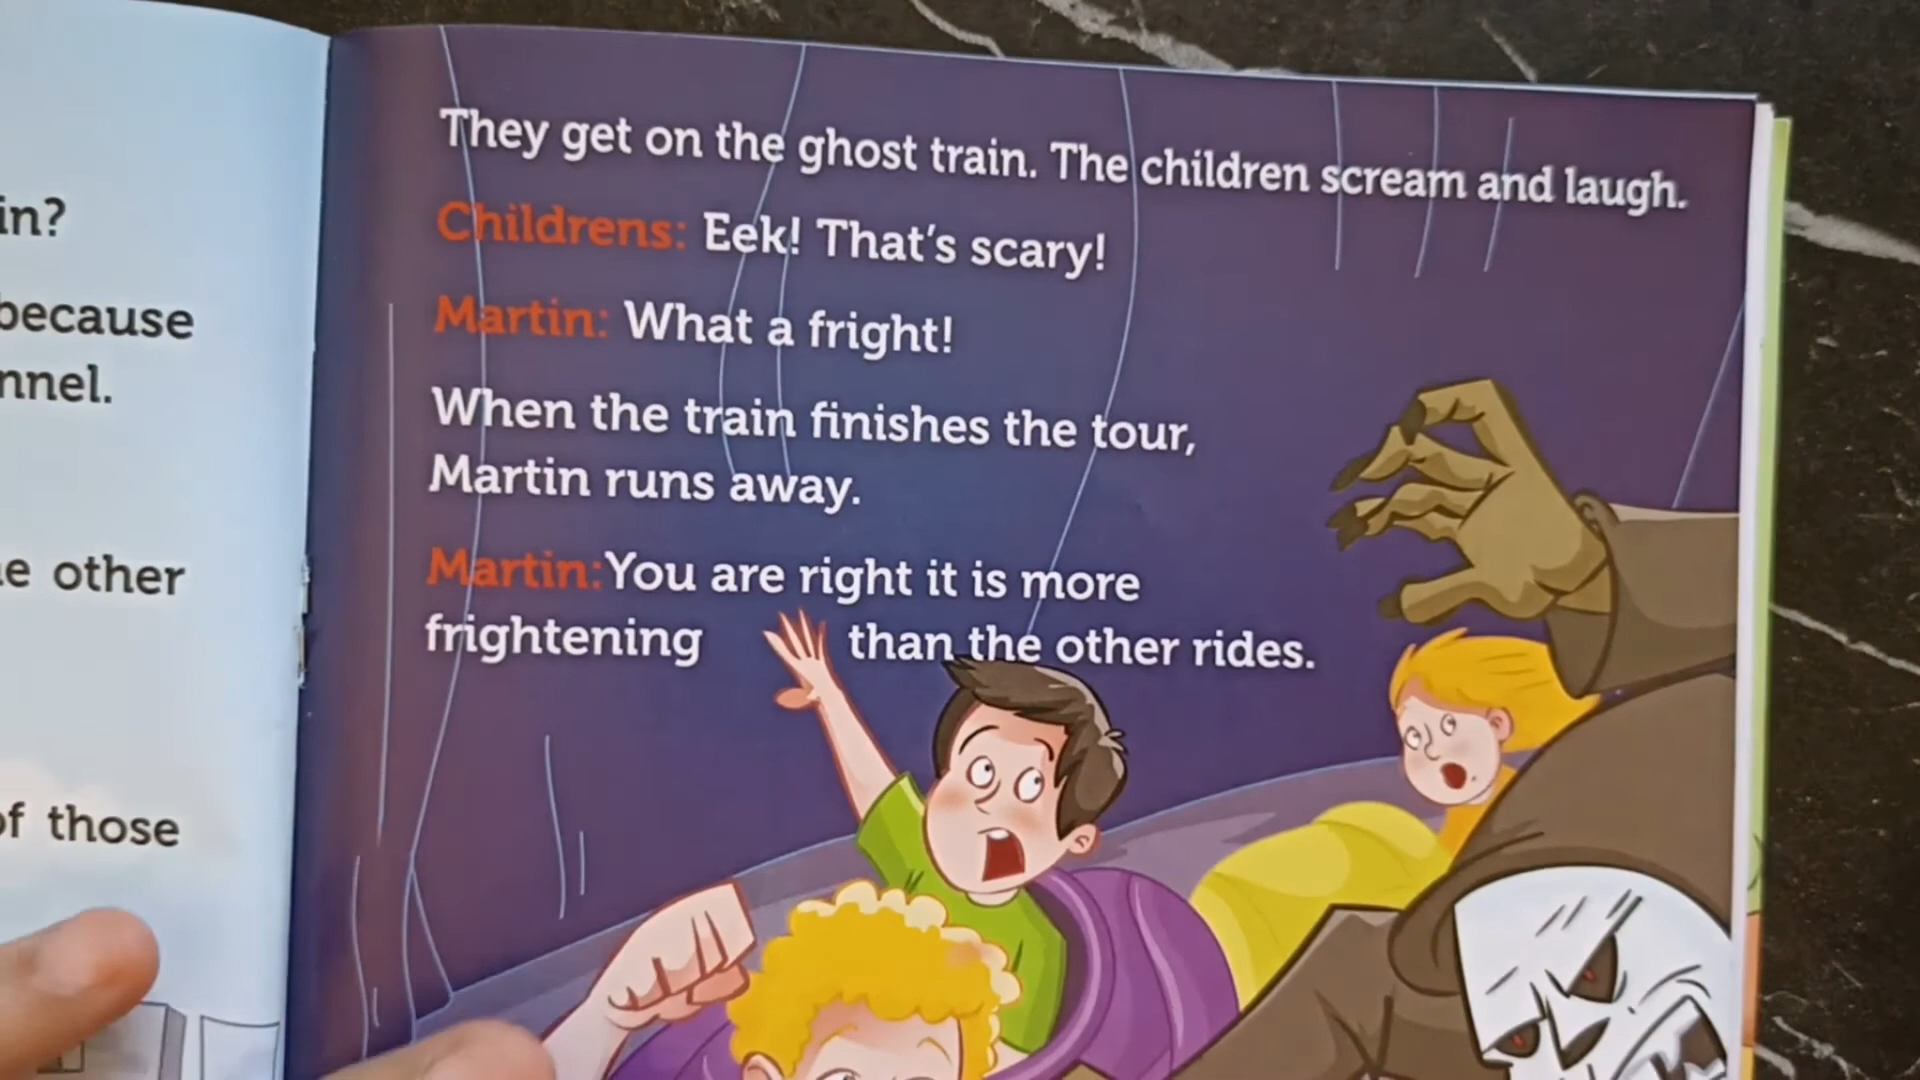 in?
because
nnel.
e other
of those
They get on the ghost train. The children scream and laugh.
Childrens: Eek! That's scary!
Martin: What a fright!
When the train finishes the tour,
Martin runs away.
Martin:You are right it is more
frightening than the other rides.